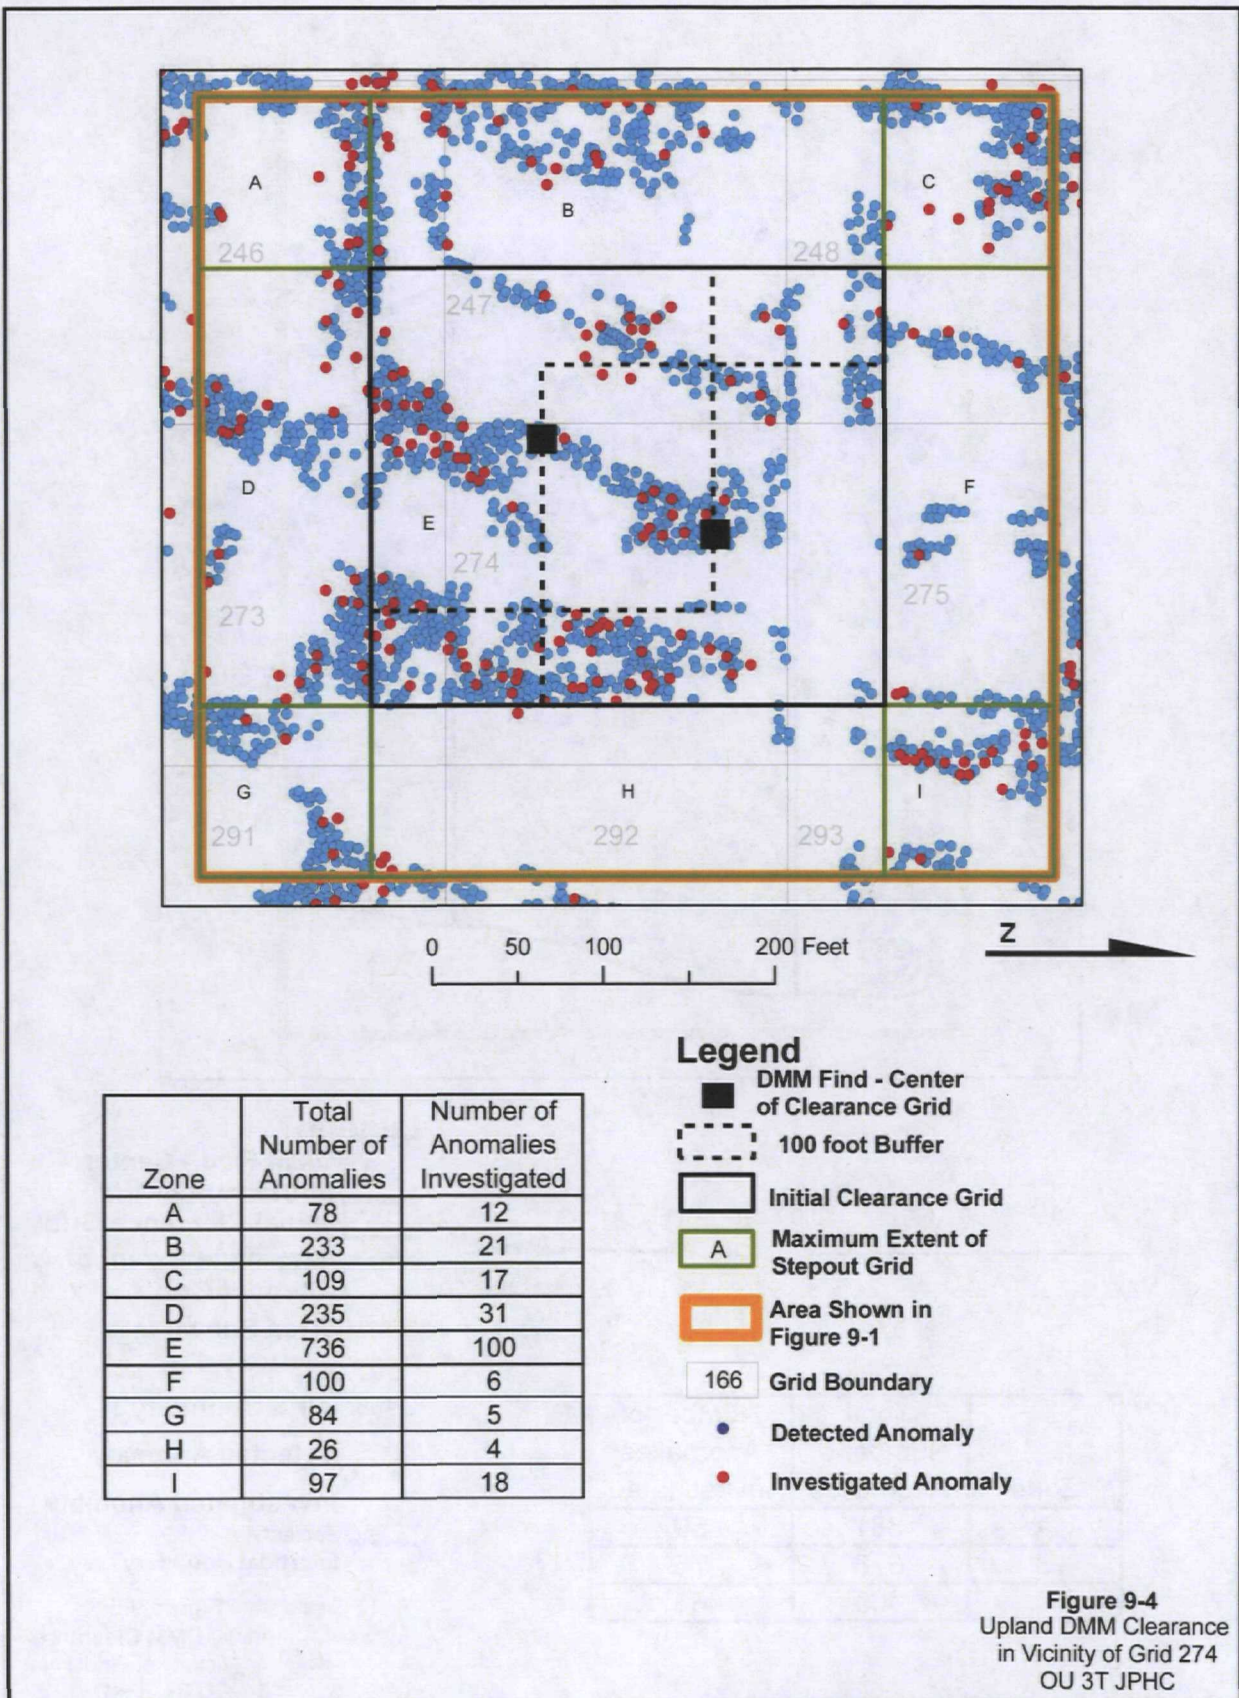 A
B
C
246
248
247
D
E
F
274
273
275
G
H
I
291
292
293
0 50 100 200 Feet
Z
Legend
DMM Find - Center
of Clearance Grid
100 foot Buffer
Initial Clearance Grid
A Maximum Extent of
Stepout Grid
Area Shown in
Figure 9-1
166 Grid Boundary
Detected Anomaly
Investigated Anomaly
Zone Total Number of Anomalies Number of Anomalies Investigated
A 78 12
B 233 21
C 109 17
D 235 31
E 736 100
F 100 6
G 84 5
H 26 4
I 97 18
Figure 9-4
Upland DMM Clearance
in Vicinity of Grid 274
OU 3T JPHC